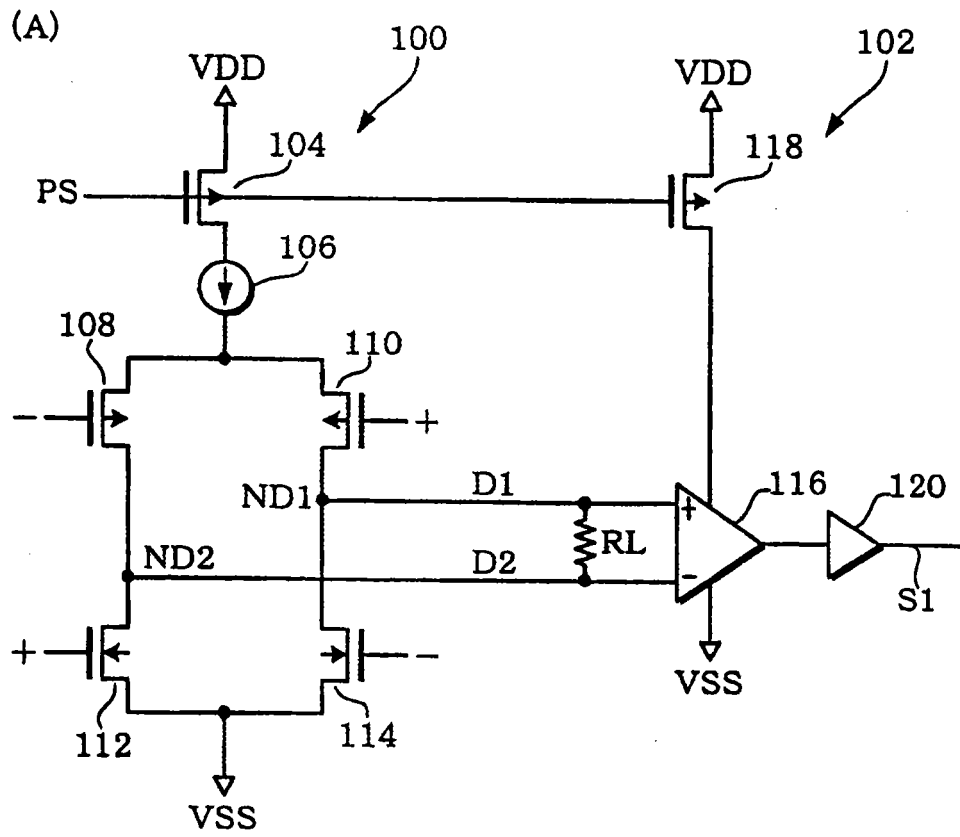 (A)
100
102
VDD
VDD
104
118
PS
106
108
110
-
+
ND1
D1
116
120
+
RL
ND2
D2
-
S1
+
-
VSS
112
114
VSS